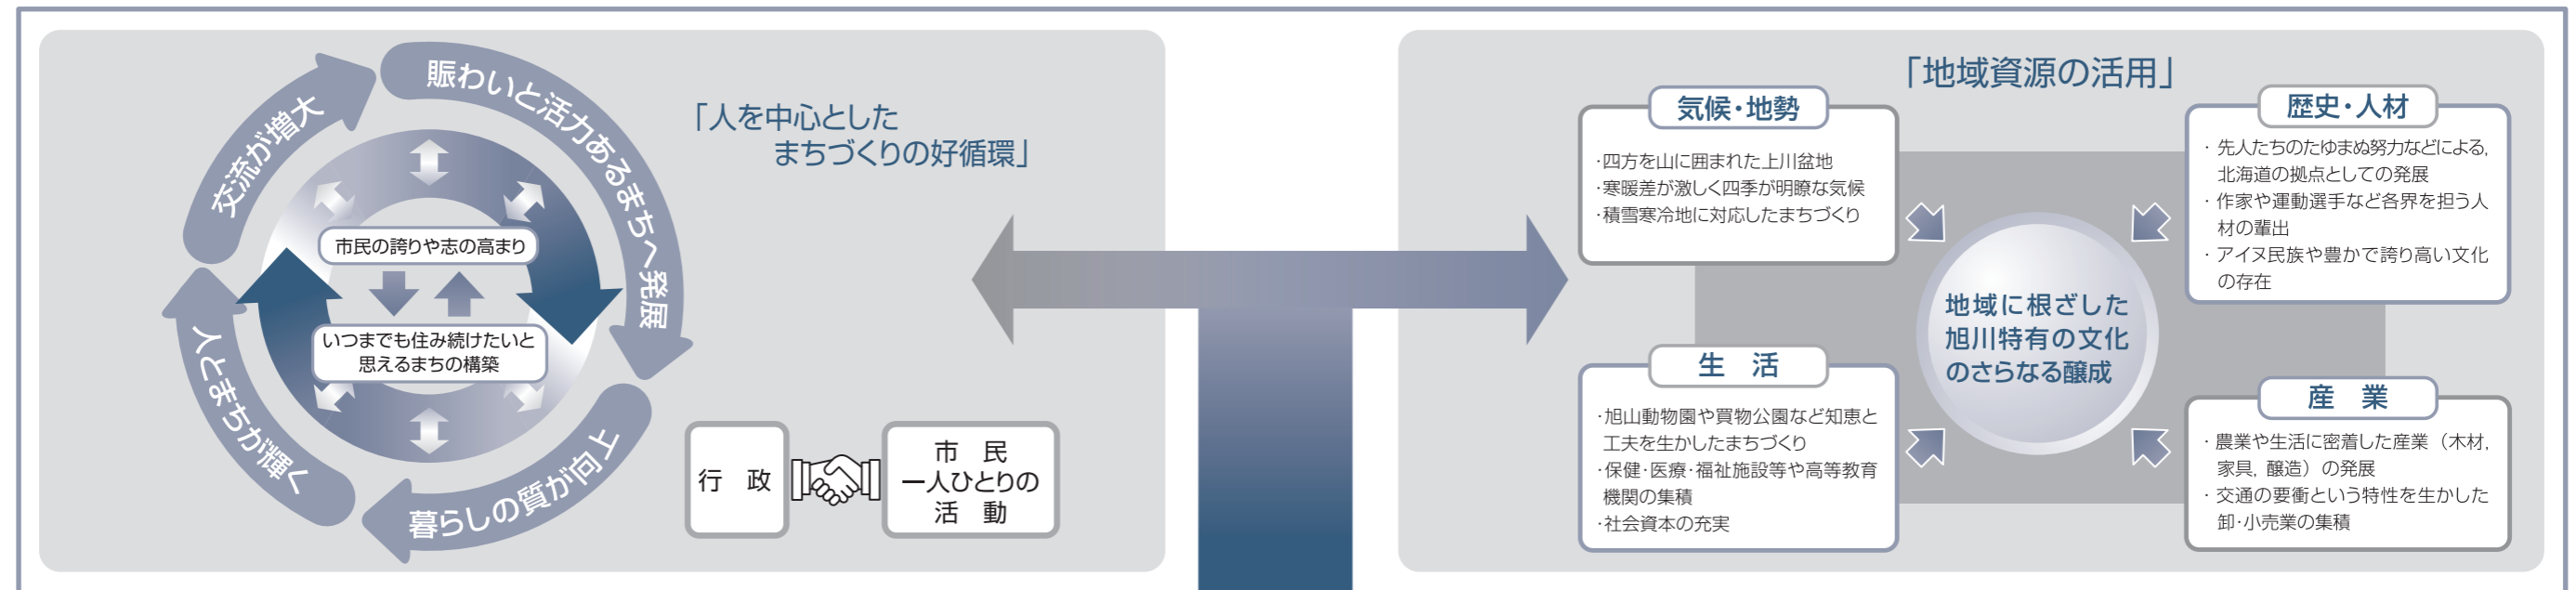 「人を中心とした
まちづくりの好循環」
賑わいと活力あるまちへ発展
暮らしの質が向上
人とまちが輝く
交流が増大
市民の誇りや志の高まり
いつまでも住み続けたいと
思えるまちの構築
行　政
市　民
一人ひとりの
活　動
「地域資源の活用」
気候・地勢
・四方を山に囲まれた上川盆地
・寒暖差が激しく四季が明瞭な気候
・積雪寒冷地に対応したまちづくり
歴史・人材
・先人たちのたゆまぬ努力などによる,
北海道の拠点としての発展
・作家や運動選手など各界を担う人
材の輩出
・アイヌ民族や豊かで誇り高い文化
の存在
地域に根ざした
旭川特有の文化
のさらなる醸成
生　活
・旭山動物園や買物公園など知恵と
工夫を生かしたまちづくり
・保健・医療・福祉施設等や高等教育
機関の集積
・社会資本の充実
産　業
・農業や生活に密着した産業（木材,
家具, 醸造）の発展
・交通の要衝という特性を生かした
卸・小売業の集積